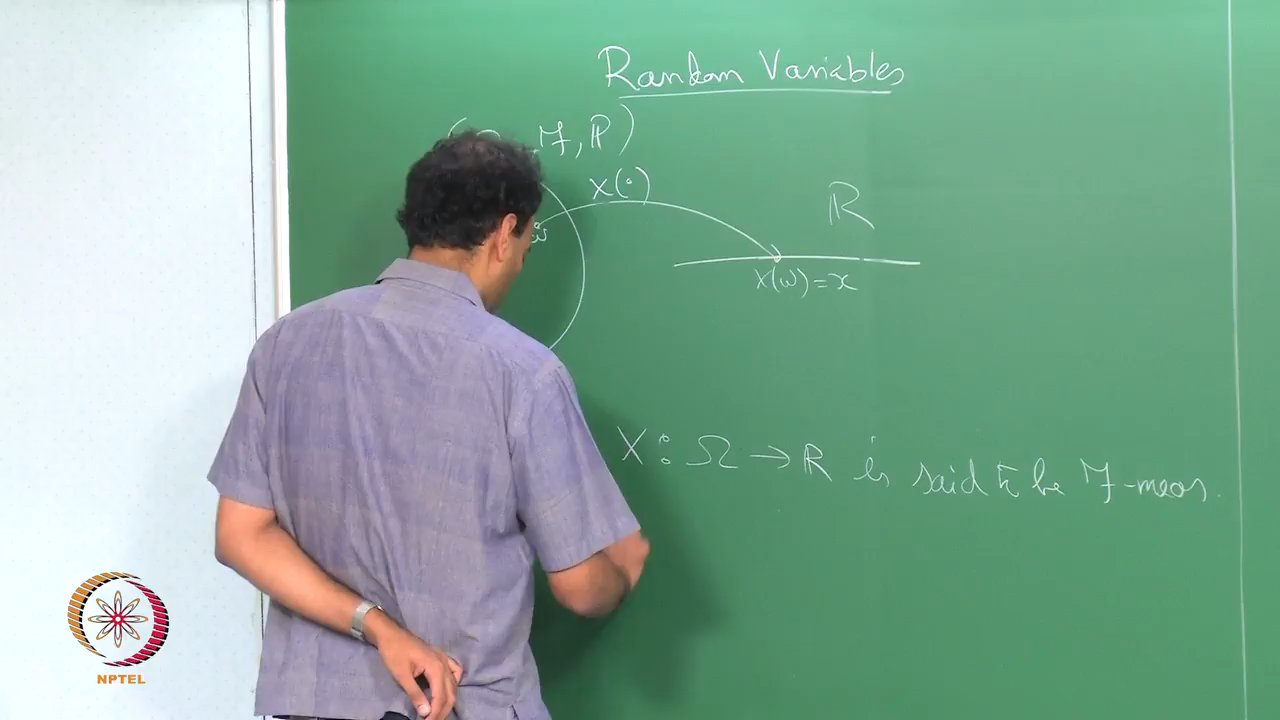 Random Variables
, ℱ, ℙ)
X(·)
ℝ
ω
X(ω) = x
X : Ω → ℝ is said to be ℱ-meas.
NPTEL